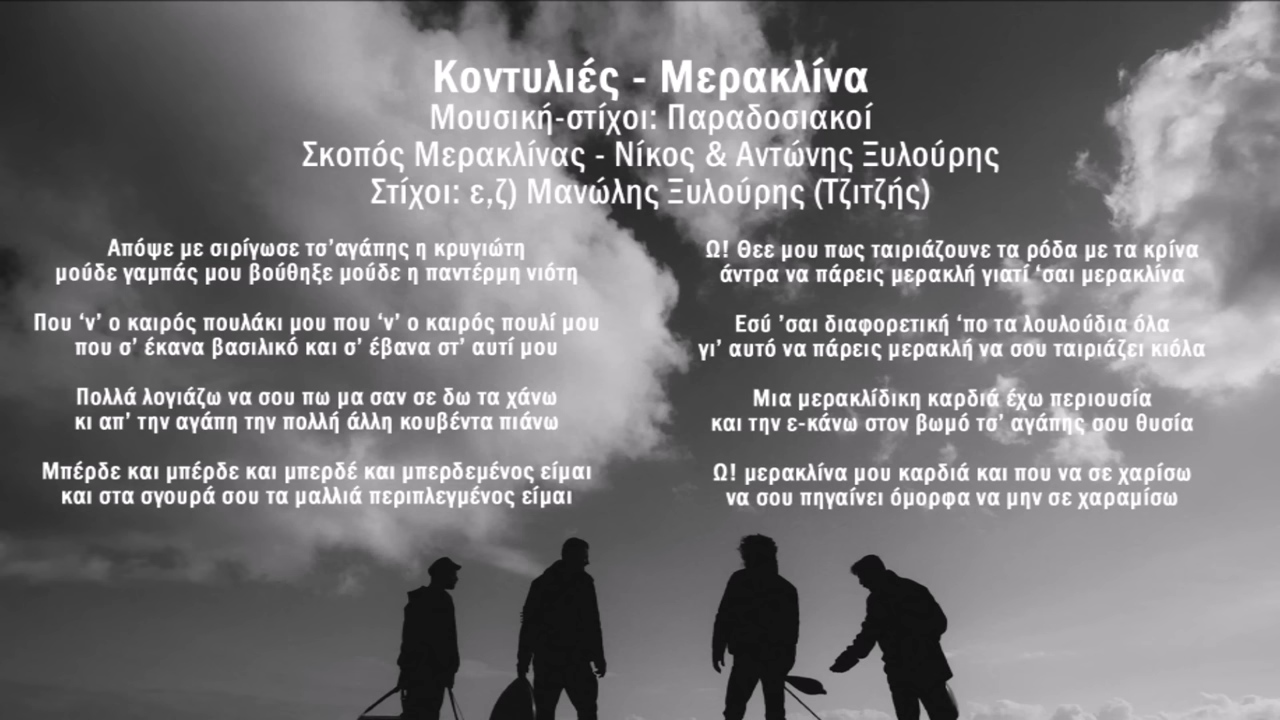 Κοντυλιές - Μερακλίνα
Μουσική-στίχοι: Παραδοσιακοί
Σκοπός Μερακλίνας - Νίκος & Αντώνης Ξυλούρης
Στίχοι: ε,ζ) Μανώλης Ξυλούρης (Τζιτζής)
Απόψε με σιρίγωσε τσ’αγάπης η κρυγιώτη
μούδε γαμπάς μου βούθηξε μούδε η παντέρμη νιότη
Που ‘ν’ ο καιρός πουλάκι μου που ‘ν’ ο καιρός πουλί μου
που σ’ έκανα βασιλικό και σ’ έβανα στ’ αυτί μου
Πολλά λογιάζω να σου πω μα σαν σε δω τα χάνω
κι απ’ την αγάπη την πολλή άλλη κουβέντα πιάνω
Μπέρδε και μπέρδε και μπερδέ και μπερδεμένος είμαι
και στα σγουρά σου τα μαλλιά περιπλεγμένος είμαι
Ω! Θεε μου πως ταιριάζουνε τα ρόδα με τα κρίνα
άντρα να πάρεις μερακλή γιατί ‘σαι μερακλίνα
Εσύ ’σαι διαφορετική ‘πο τα λουλούδια όλα
γι’ αυτό να πάρεις μερακλή να σου ταιριάζει κιόλα
Μια μερακλίδικη καρδιά έχω περιουσία
και την ε-κάνω στον βωμό τσ’ αγάπης σου θυσία
Ω! μερακλίνα μου καρδιά και που να σε χαρίσω
να σου πηγαίνει όμορφα να μην σε χαραμίσω